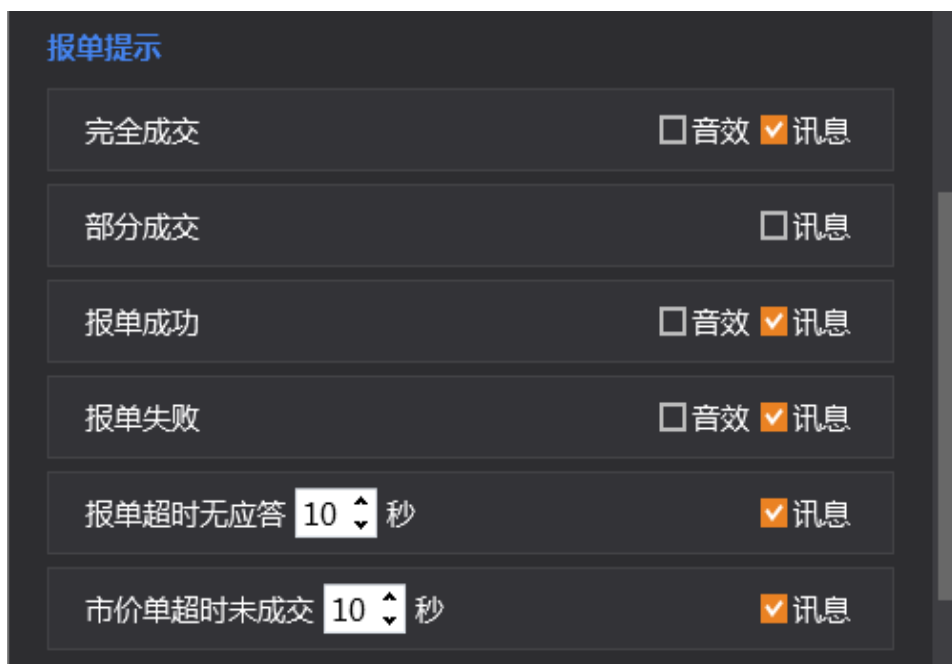 报单提示
完全成交 音效 讯息
部分成交 讯息
报单成功 音效 讯息
报单失败 音效 讯息
报单超时无应答 10 秒 讯息
市价单超时未成交 10 秒 讯息